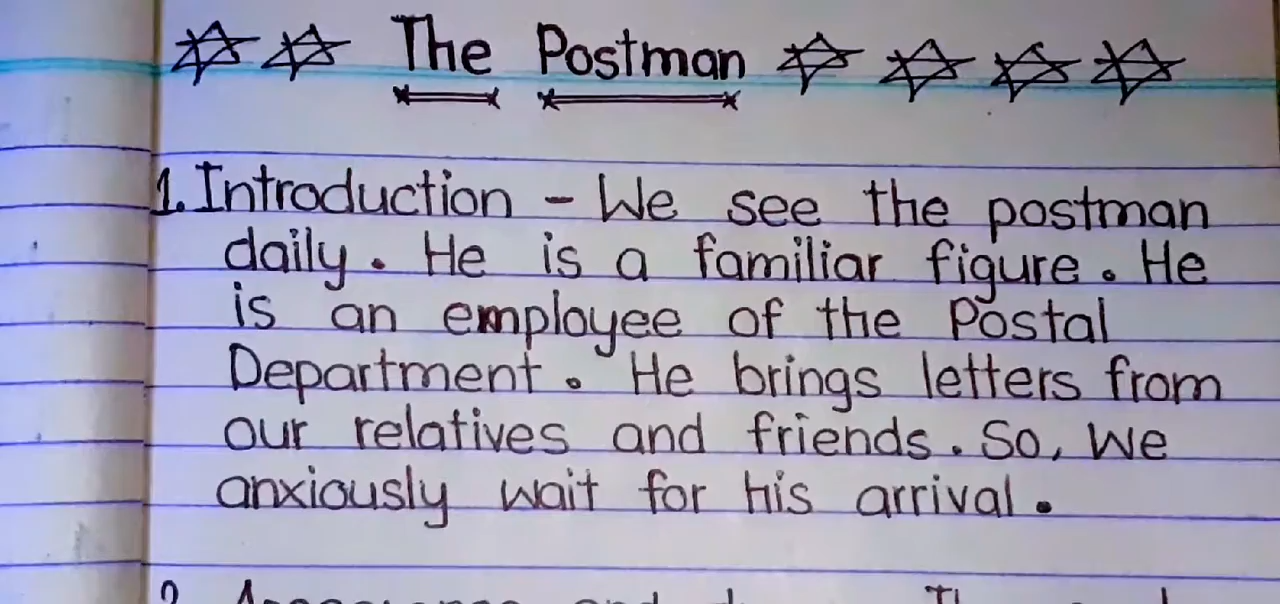 The Postman
1. Introduction - We see the postman
daily. He is a familiar figure. He
is an employee of the Postal
Department. He brings letters from
our relatives and friends. So, We
anxiously wait for his arrival.